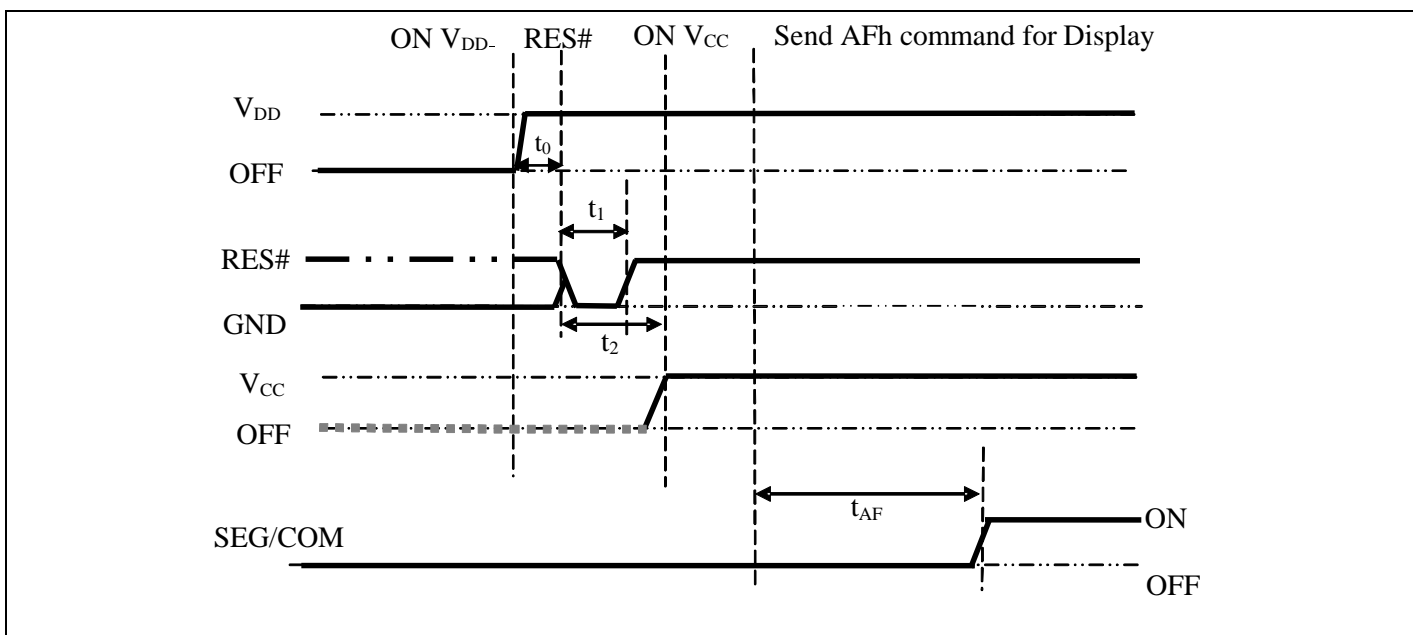 ON VDD RES# ON VCC Send AFh command for Display
VDD
t0
OFF
t1
RES#
GND
t2
VCC
OFF
tAF
ON
SEG/COM
OFF